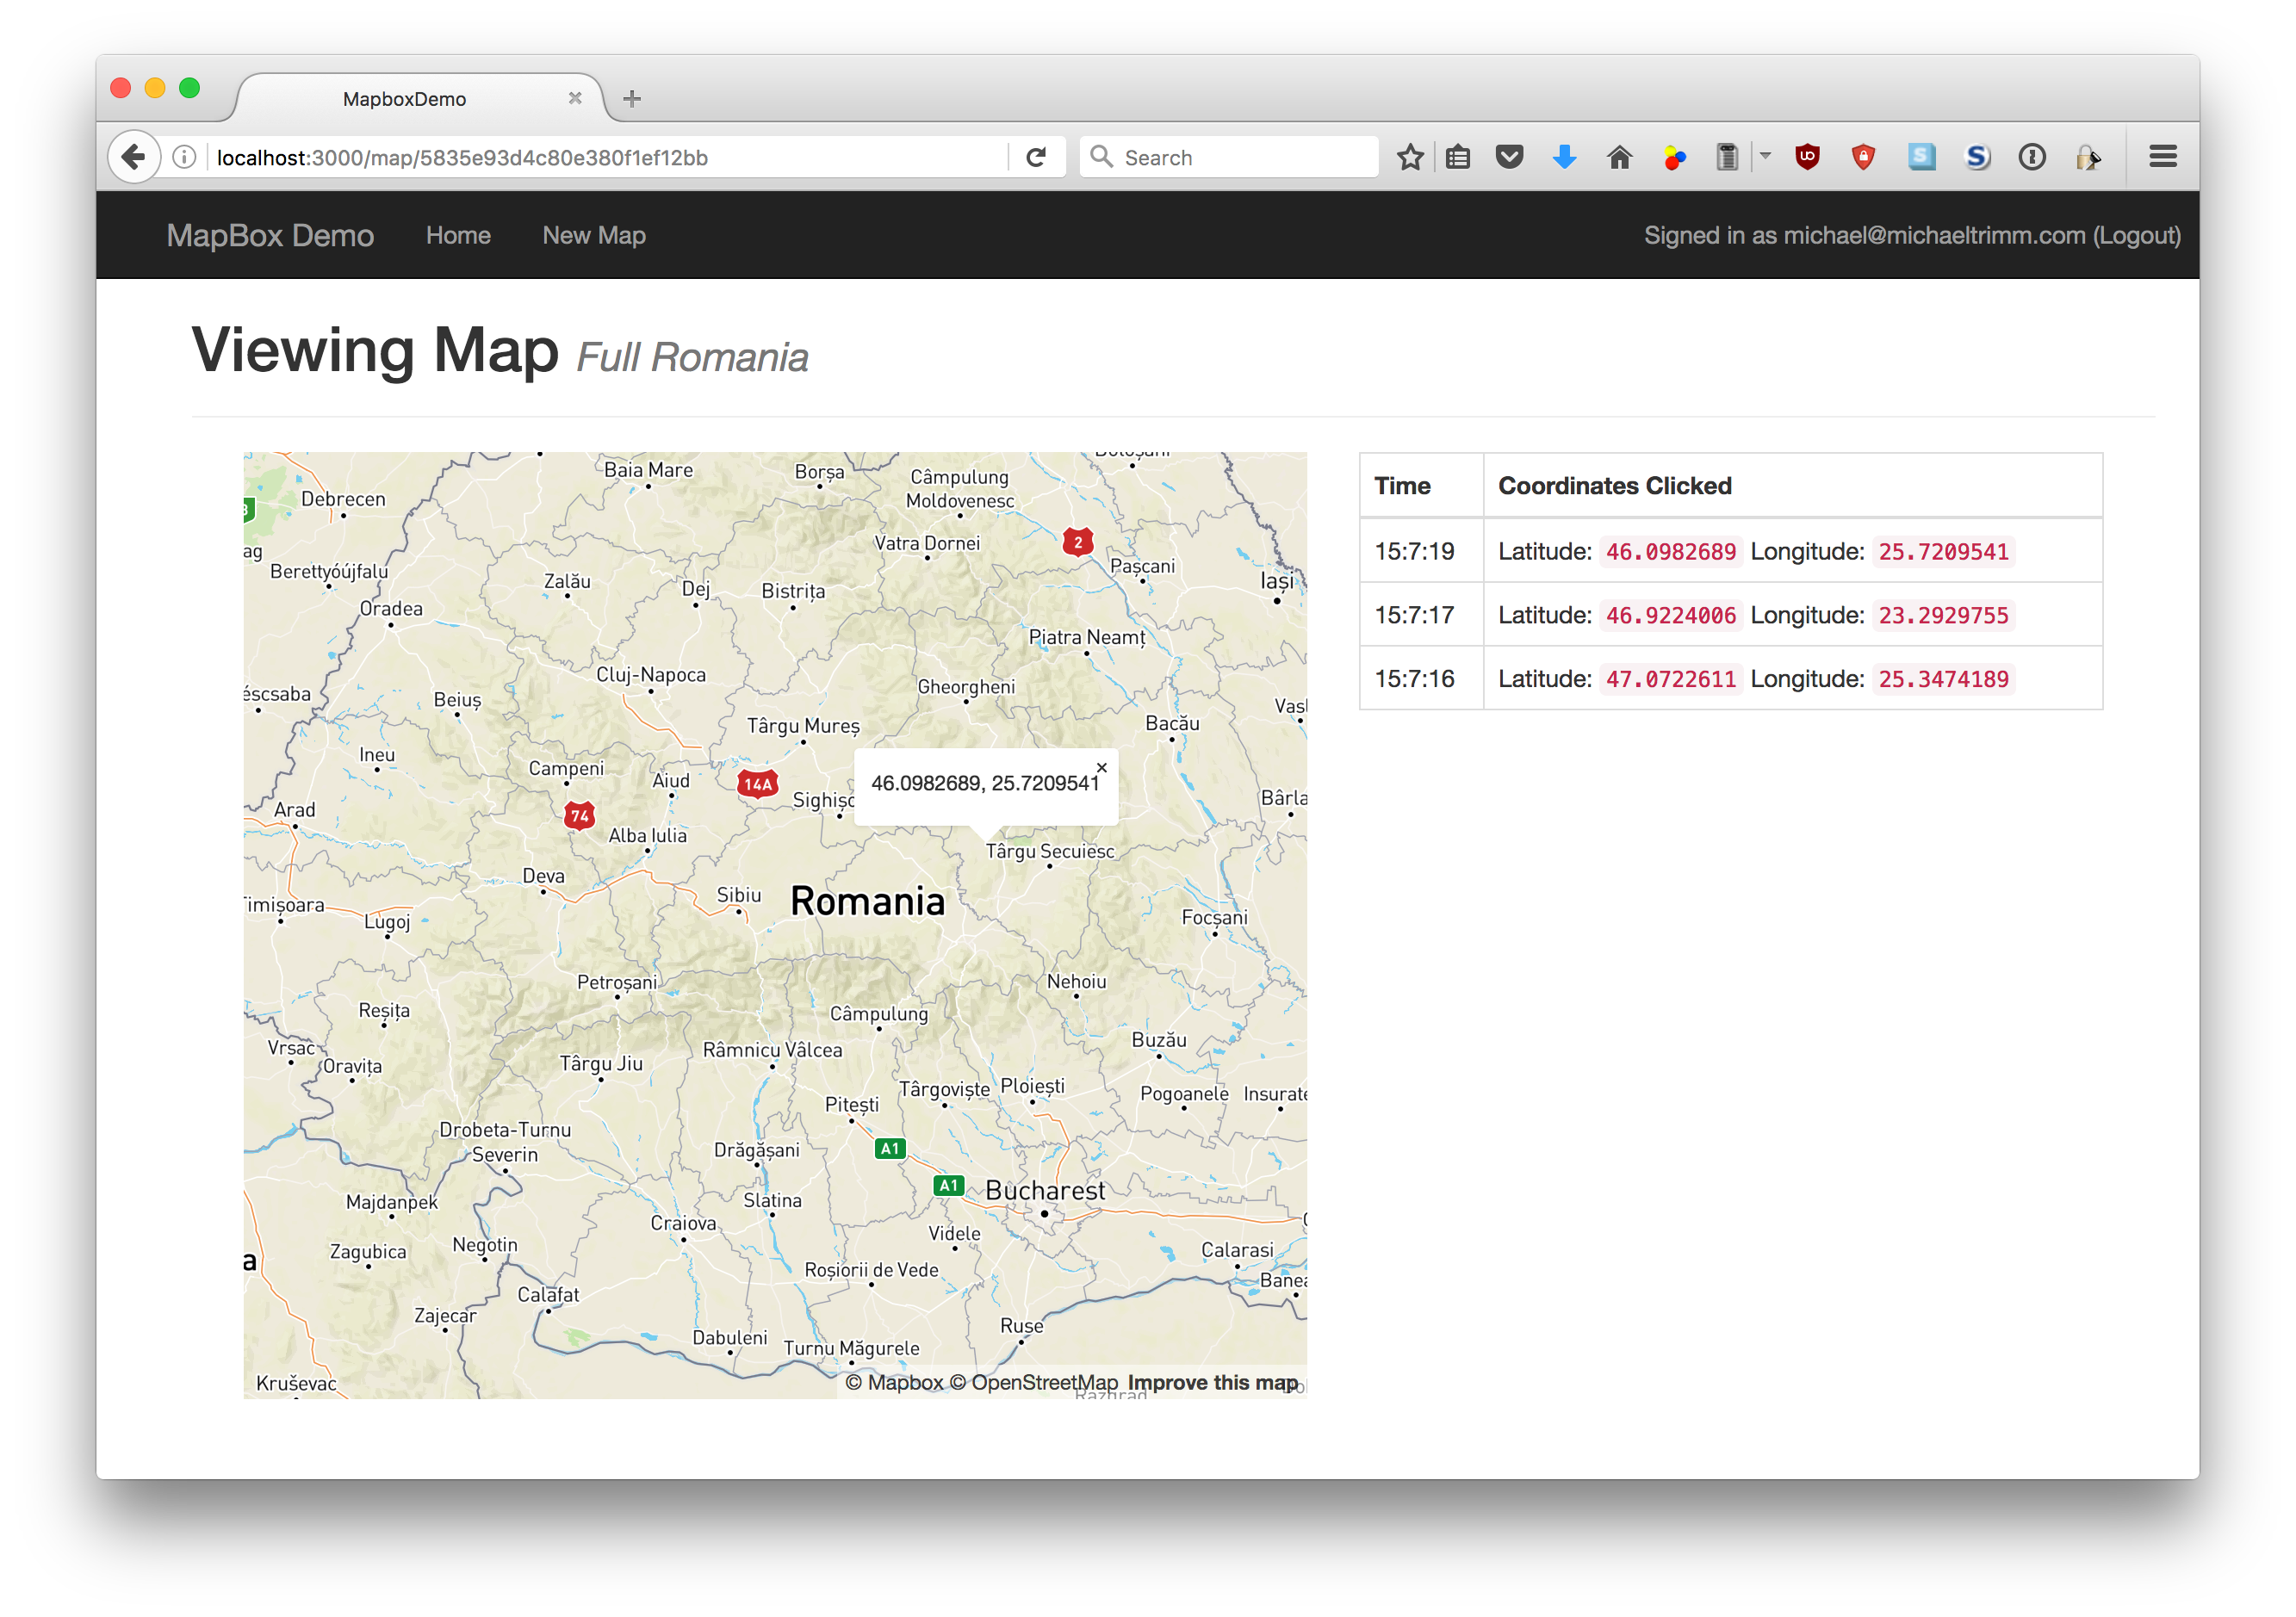 MapboxDemo
localhost:3000/map/5835e93d4c80e380f1ef12bb
Search
MapBox Demo
Home
New Map
Signed in as michael@michaeltrimm.com (Logout)
Viewing Map Full Romania
Time
Coordinates Clicked
15:7:19
Latitude: 46.0982689 Longitude: 25.7209541
15:7:17
Latitude: 46.9224006 Longitude: 23.2929755
15:7:16
Latitude: 47.0722611 Longitude: 25.3474189
Baia Mare
Borșa
Câmpulung
Moldovenesc
Debrecen
2
Vatra Dornei
Pașcani
Berettyóújfalu
Zalău
Dej
Bistrița
Iași
Oradea
Piatra Neamț
Cluj-Napoca
Gheorgheni
éscsaba
Beiuș
Bacău
Târgu Mureș
Ineu
Campeni
Aiud
14A
46.0982689, 25.7209541
×
Sighișo
Bârla
Arad
74
Alba Iulia
Târgu Secuiesc
Deva
Sibiu
Romania
imișoara
Lugoj
Focșani
Petroșani
Nehoiu
Reșița
Câmpulung
Vrsac
Oravița
Târgu Jiu
Râmnicu Vâlcea
Buzău
Târgoviște
Ploiești
Pitești
Pogoanele
Insurate
Drobeta-Turnu
Severin
Drăgășani
A1
A1
Bucharest
Majdanpek
Slatina
Craiova
Videle
Zagubica
Negotin
Calarasi
a
Roșiorii de Vede
Banea
Calafat
Zajecar
Dabuleni
Turnu Măgurele
Ruse
Kruševac
© Mapbox © OpenStreetMap Improve this map